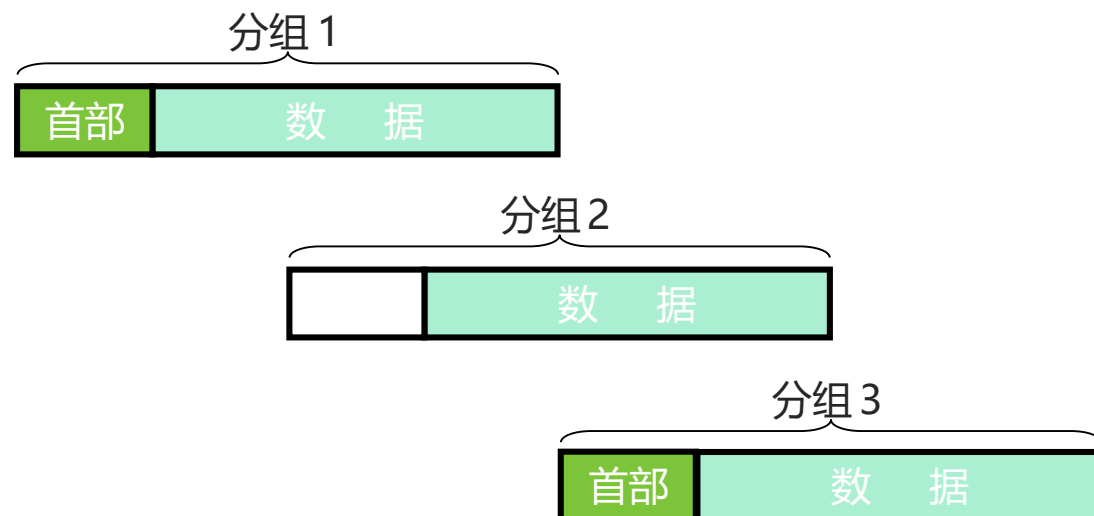 分组 1
首部 数 据
分组 2
数 据
分组 3
首部 数 据